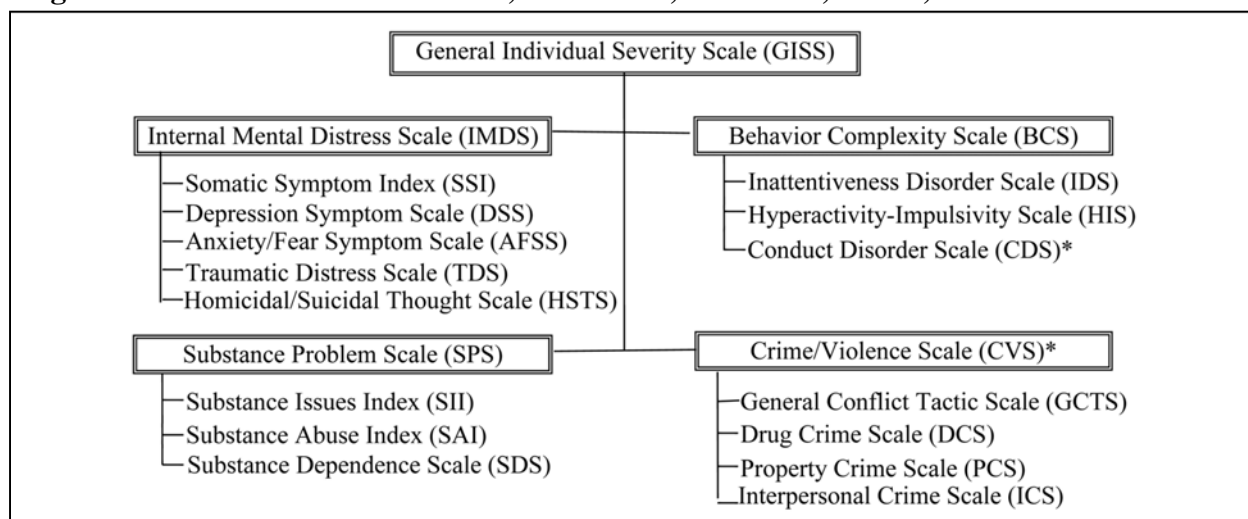 General Individual Severity Scale (GISS)
Internal Mental Distress Scale (IMDS)
Somatic Symptom Index (SSI)
Depression Symptom Scale (DSS)
Anxiety/Fear Symptom Scale (AFSS)
Traumatic Distress Scale (TDS)
Homicidal/Suicidal Thought Scale (HSTS)
Behavior Complexity Scale (BCS)
Inattentiveness Disorder Scale (IDS)
Hyperactivity-Impulsivity Scale (HIS)
Conduct Disorder Scale (CDS)*
Substance Problem Scale (SPS)
Substance Issues Index (SII)
Substance Abuse Index (SAI)
Substance Dependence Scale (SDS)
Crime/Violence Scale (CVS)*
General Conflict Tactic Scale (GCTS)
Drug Crime Scale (DCS)
Property Crime Scale (PCS)
Interpersonal Crime Scale (ICS)